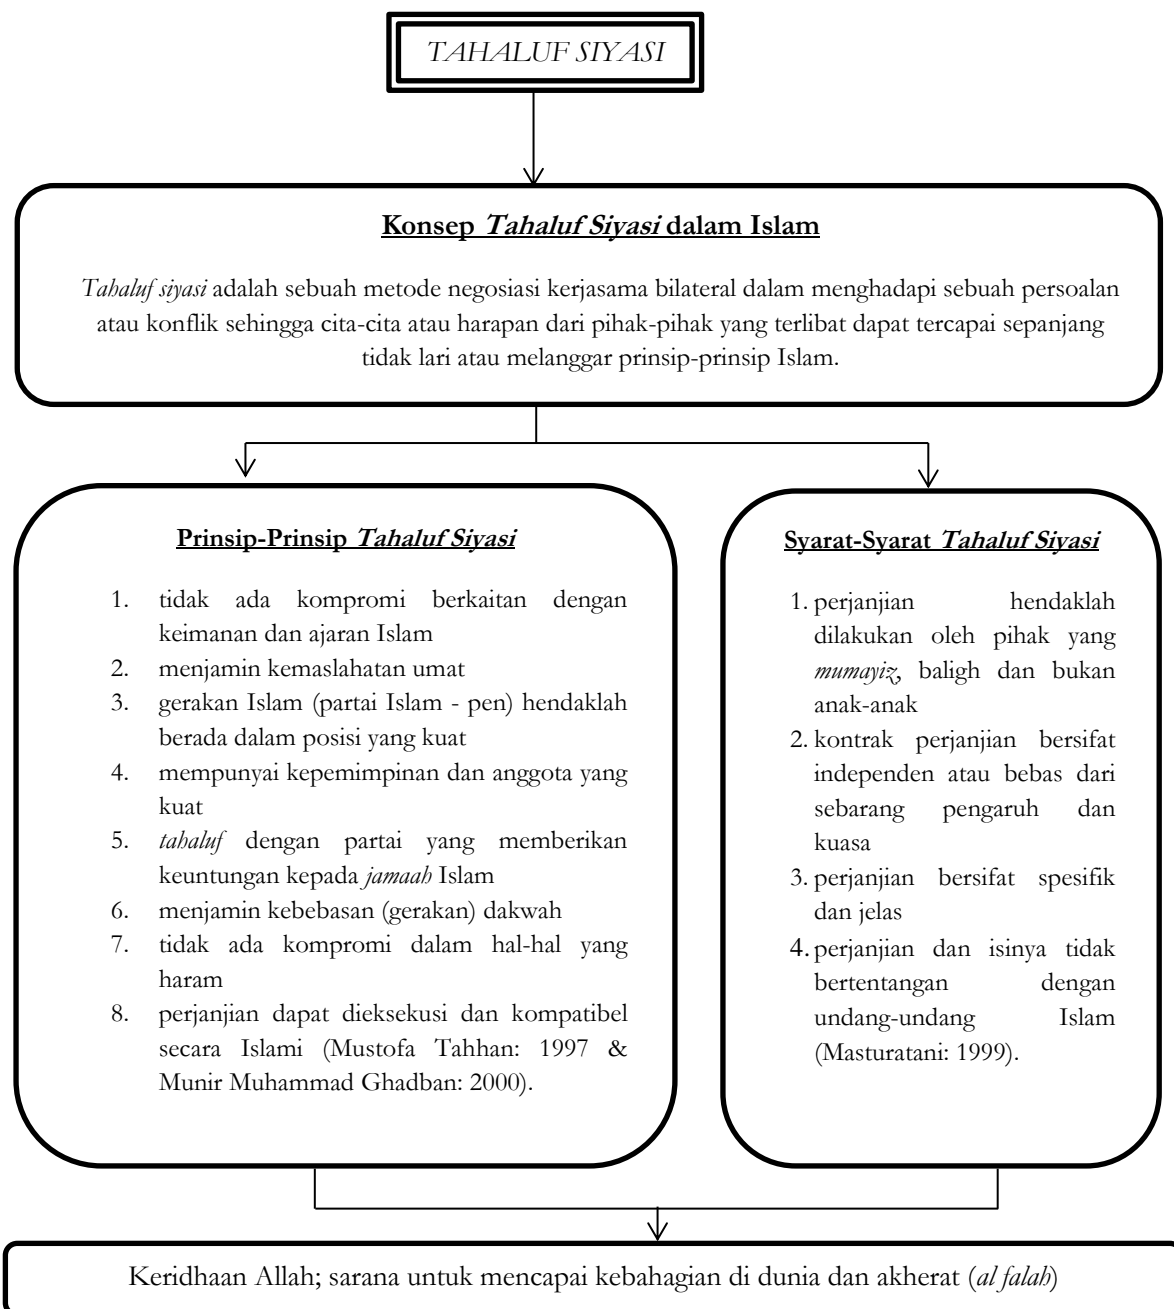 TAHALUF SIYASI
Konsep Tahaluf Siyasi dalam Islam
Tahaluf siyasi adalah sebuah metode negosiasi kerjasama bilateral dalam menghadapi sebuah persoalan
atau konflik sehingga cita-cita atau harapan dari pihak-pihak yang terlibat dapat tercapai sepanjang
tidak lari atau melanggar prinsip-prinsip Islam.
Prinsip-Prinsip Tahaluf Siyasi
1. tidak ada kompromi berkaitan dengan
keimanan dan ajaran Islam
2. menjamin kemaslahatan umat
3. gerakan Islam (partai Islam - pen) hendaklah
berada dalam posisi yang kuat
4. mempunyai kepemimpinan dan anggota yang
kuat
5. tahaluf dengan partai yang memberikan
keuntungan kepada jamaah Islam
6. menjamin kebebasan (gerakan) dakwah
7. tidak ada kompromi dalam hal-hal yang
haram
8. perjanjian dapat dieksekusi dan kompatibel
secara Islami (Mustofa Tahhan: 1997 &
Munir Muhammad Ghadban: 2000).
Syarat-Syarat Tahaluf Siyasi
1. perjanjian hendaklah
dilakukan oleh pihak yang
mumayiz, baligh dan bukan
anak-anak
2. kontrak perjanjian bersifat
independen atau bebas dari
sebarang pengaruh dan
kuasa
3. perjanjian bersifat spesifik
dan jelas
4. perjanjian dan isinya tidak
bertentangan dengan
undang-undang Islam
(Masturatani: 1999).
Keridhaan Allah; sarana untuk mencapai kebahagian di dunia dan akherat (al falah)